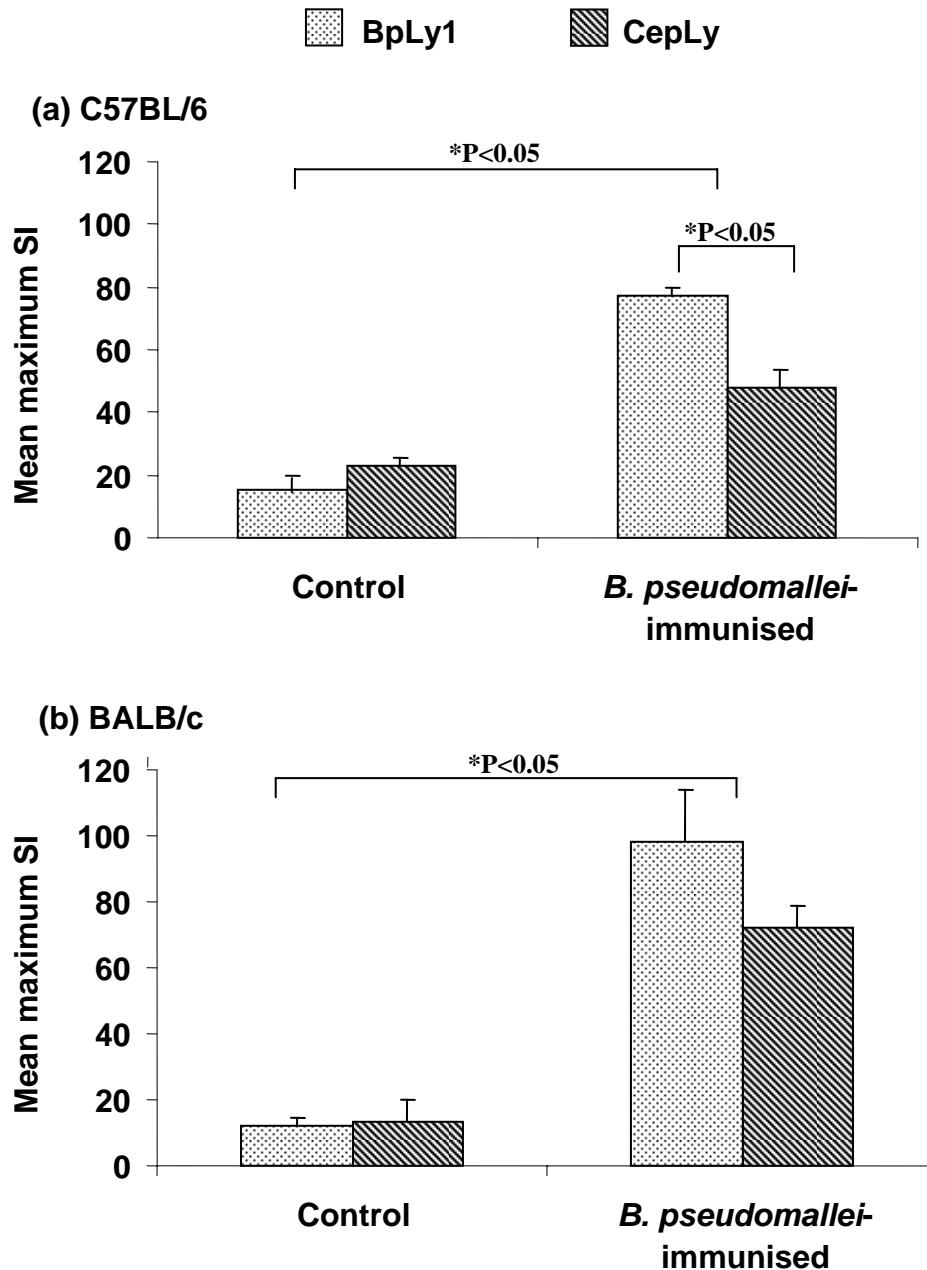 BpLy1 CepLy
(a) C57BL/6
*P<0.05
*P<0.05
Mean maximum SI
120
100
80
60
40
20
0
Control
B. pseudomallei-
immunised
(b) BALB/c
*P<0.05
Mean maximum SI
120
100
80
60
40
20
0
Control
B. pseudomallei-
immunised